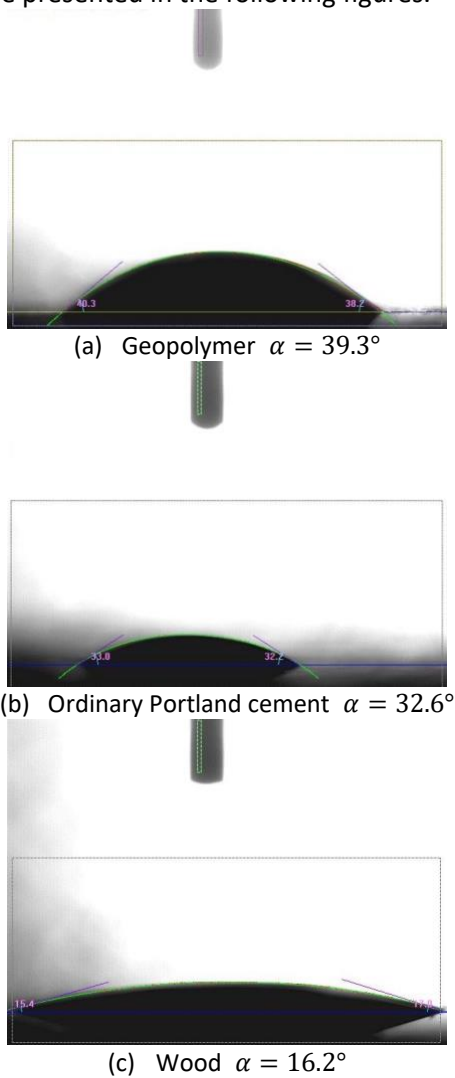 e presented in the following figures.
40.3 38.2
(a) Geopolymer 𝛼 = 39.3°
33.0 32.2
(b) Ordinary Portland cement 𝛼 = 32.6°
15.4
(c) Wood 𝛼 = 16.2°